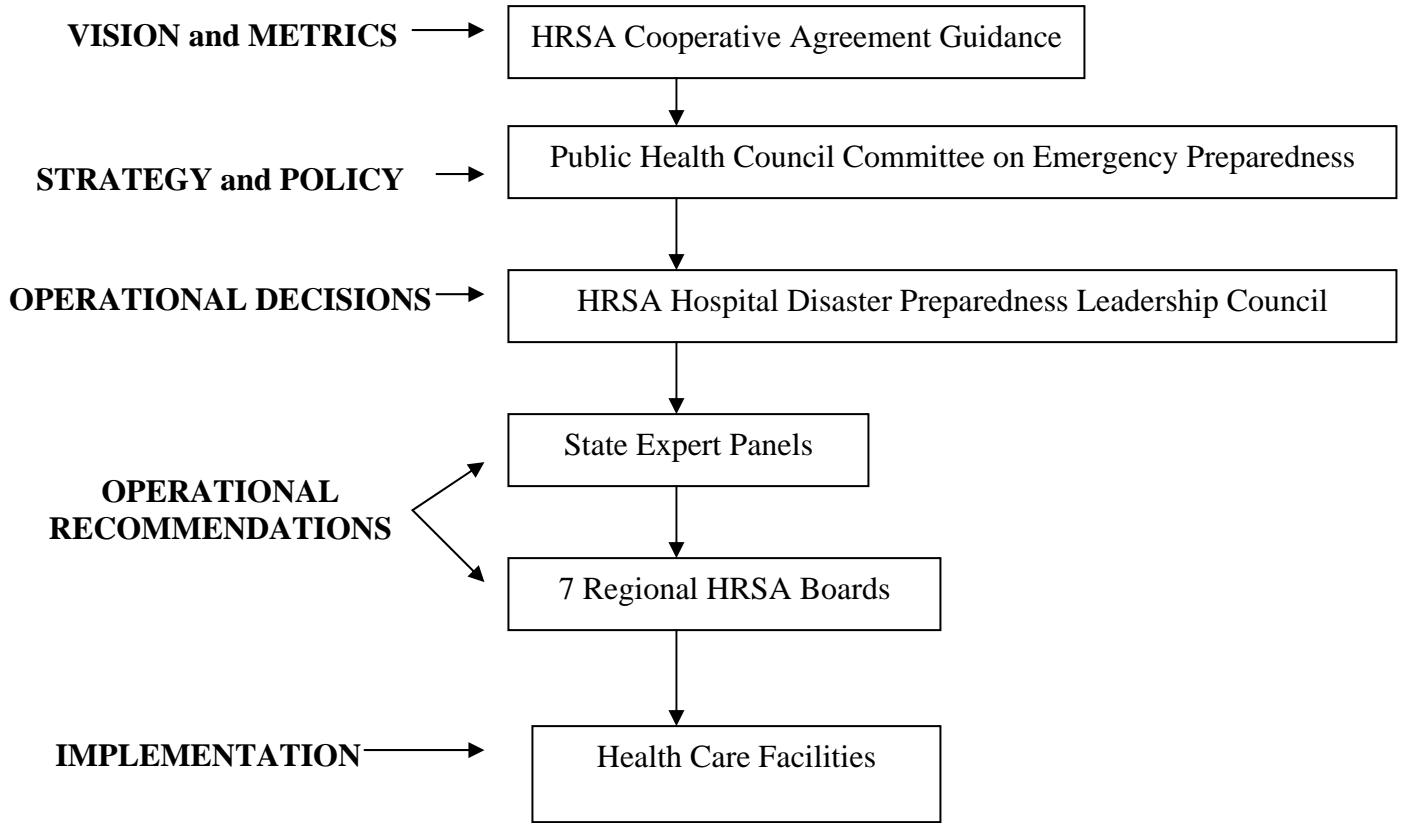 VISION and METRICS
HRSA Cooperative Agreement Guidance
STRATEGY and POLICY
Public Health Council Committee on Emergency Preparedness
OPERATIONAL DECISIONS
HRSA Hospital Disaster Preparedness Leadership Council
State Expert Panels
OPERATIONAL
RECOMMENDATIONS
7 Regional HRSA Boards
IMPLEMENTATION
Health Care Facilities